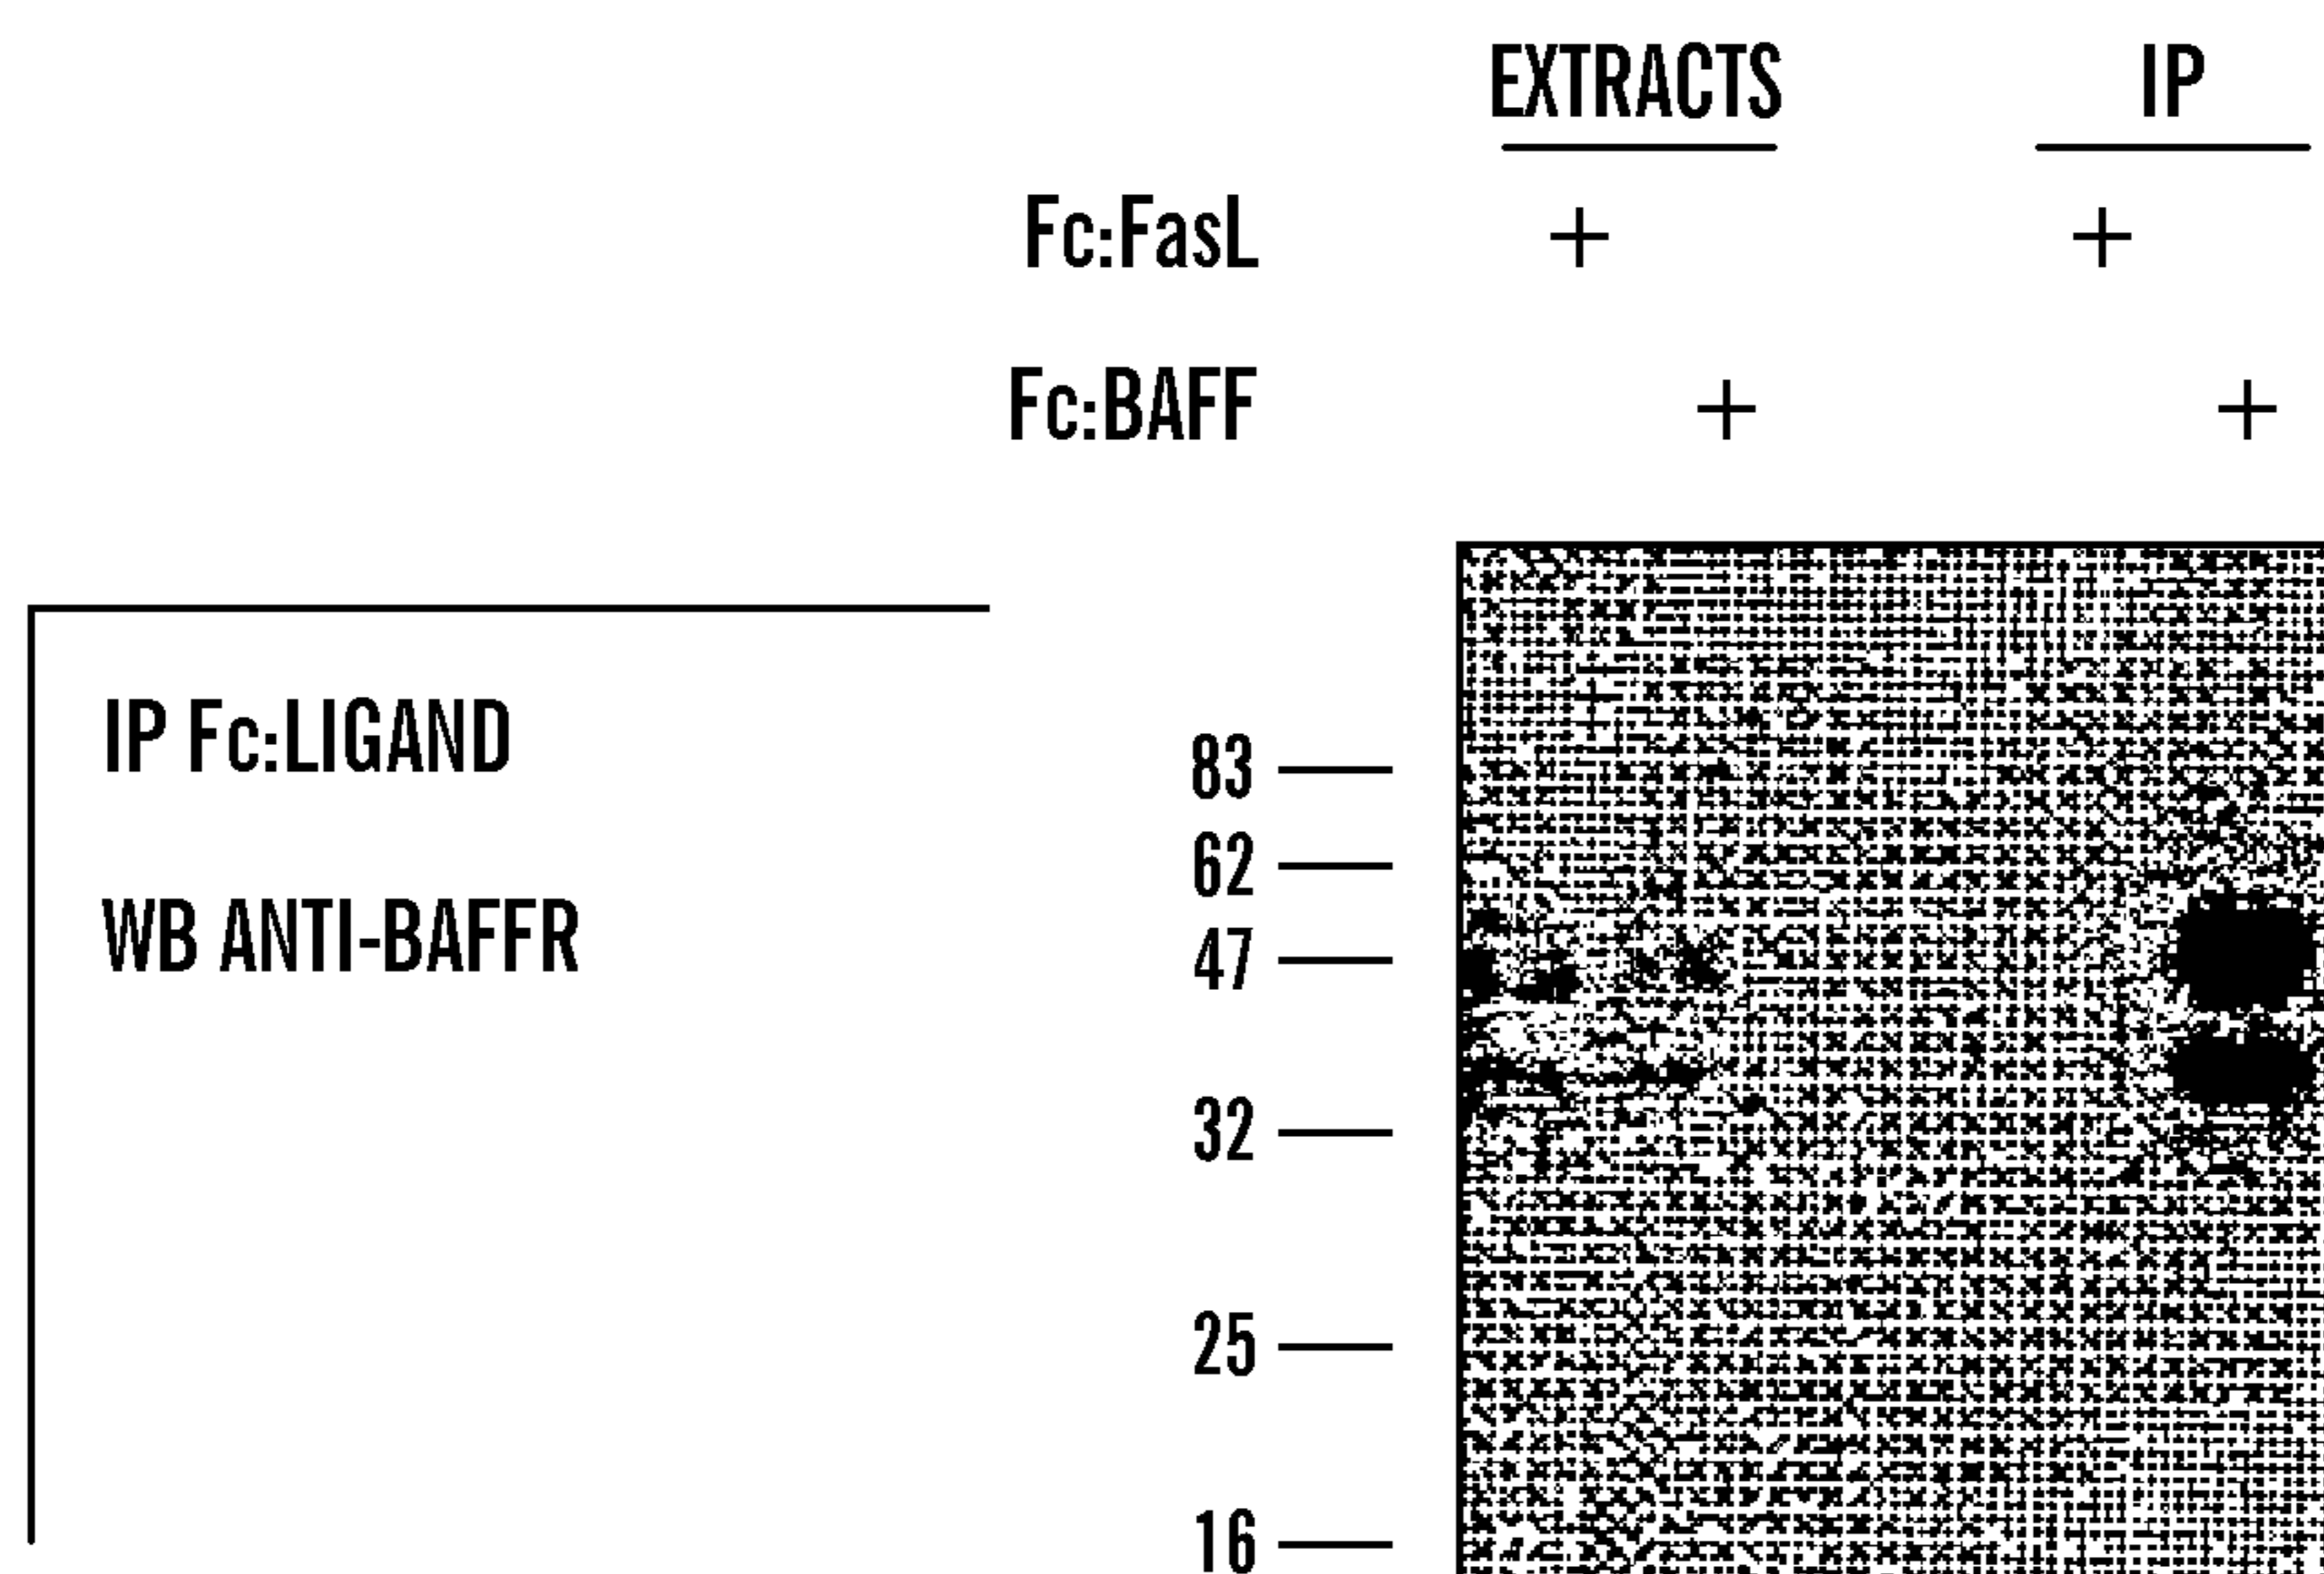 EXTRACTS IP
Fc:FasL + +
Fc:BAFF + +
IP Fc:LIGAND
WB ANTI-BAFFR
83
62
47
32
25
16